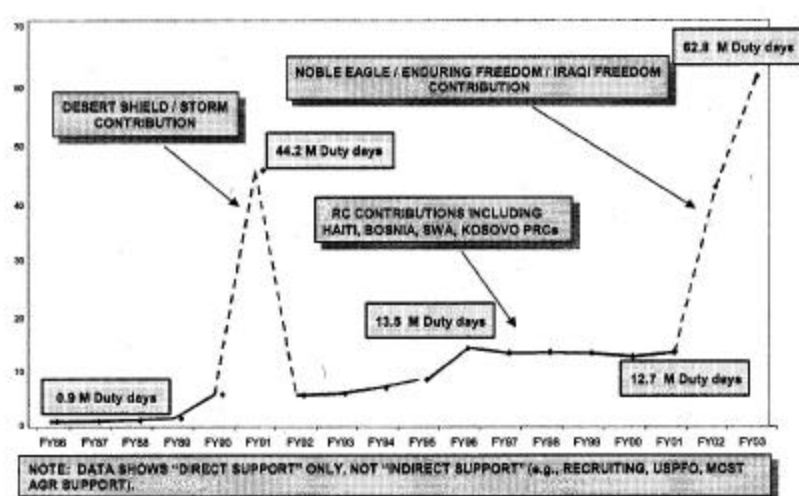 70
60
50
40
30
20
10
0
62.8 M Duty days
NOBLE EAGLE / ENDURING FREEDOM / IRAQI FREEDOM
CONTRIBUTION
DESERT SHIELD / STORM
CONTRIBUTION
44.2 M Duty days
RC CONTRIBUTIONS INCLUDING
HAITI, BOSNIA, SWA, KOSOVO PRCs
13.5 M Duty days
0.9 M Duty days
12.7 M Duty days
FY86 FY87 FY88 FY89 FY90 FY91 FY92 FY93 FY94 FY95 FY96 FY97 FY98 FY99 FY00 FY01 FY02 FY03
NOTE: DATA SHOWS "DIRECT SUPPORT" ONLY, NOT "INDIRECT SUPPORT" (e.g., RECRUITING, USPFO, MOST
AGR SUPPORT).